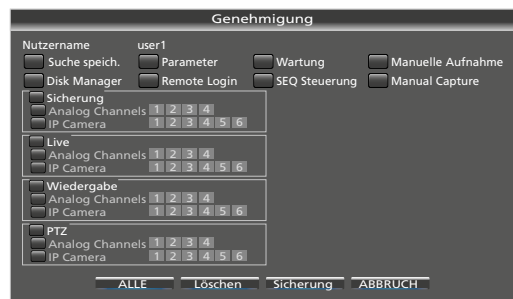 Genehmigung
Nutzername user1
Suche speich. Parameter Wartung Manuelle Aufnahme
Disk Manager Remote Login SEQ Steuerung Manual Capture
Sicherung
Analog Channels 1 2 3 4
IP Camera 1 2 3 4 5 6
Live
Analog Channels 1 2 3 4
IP Camera 1 2 3 4 5 6
Wiedergabe
Analog Channels 1 2 3 4
IP Camera 1 2 3 4 5 6
PTZ
Analog Channels 1 2 3 4
IP Camera 1 2 3 4 5 6
ALLE Löschen Sicherung ABBRUCH